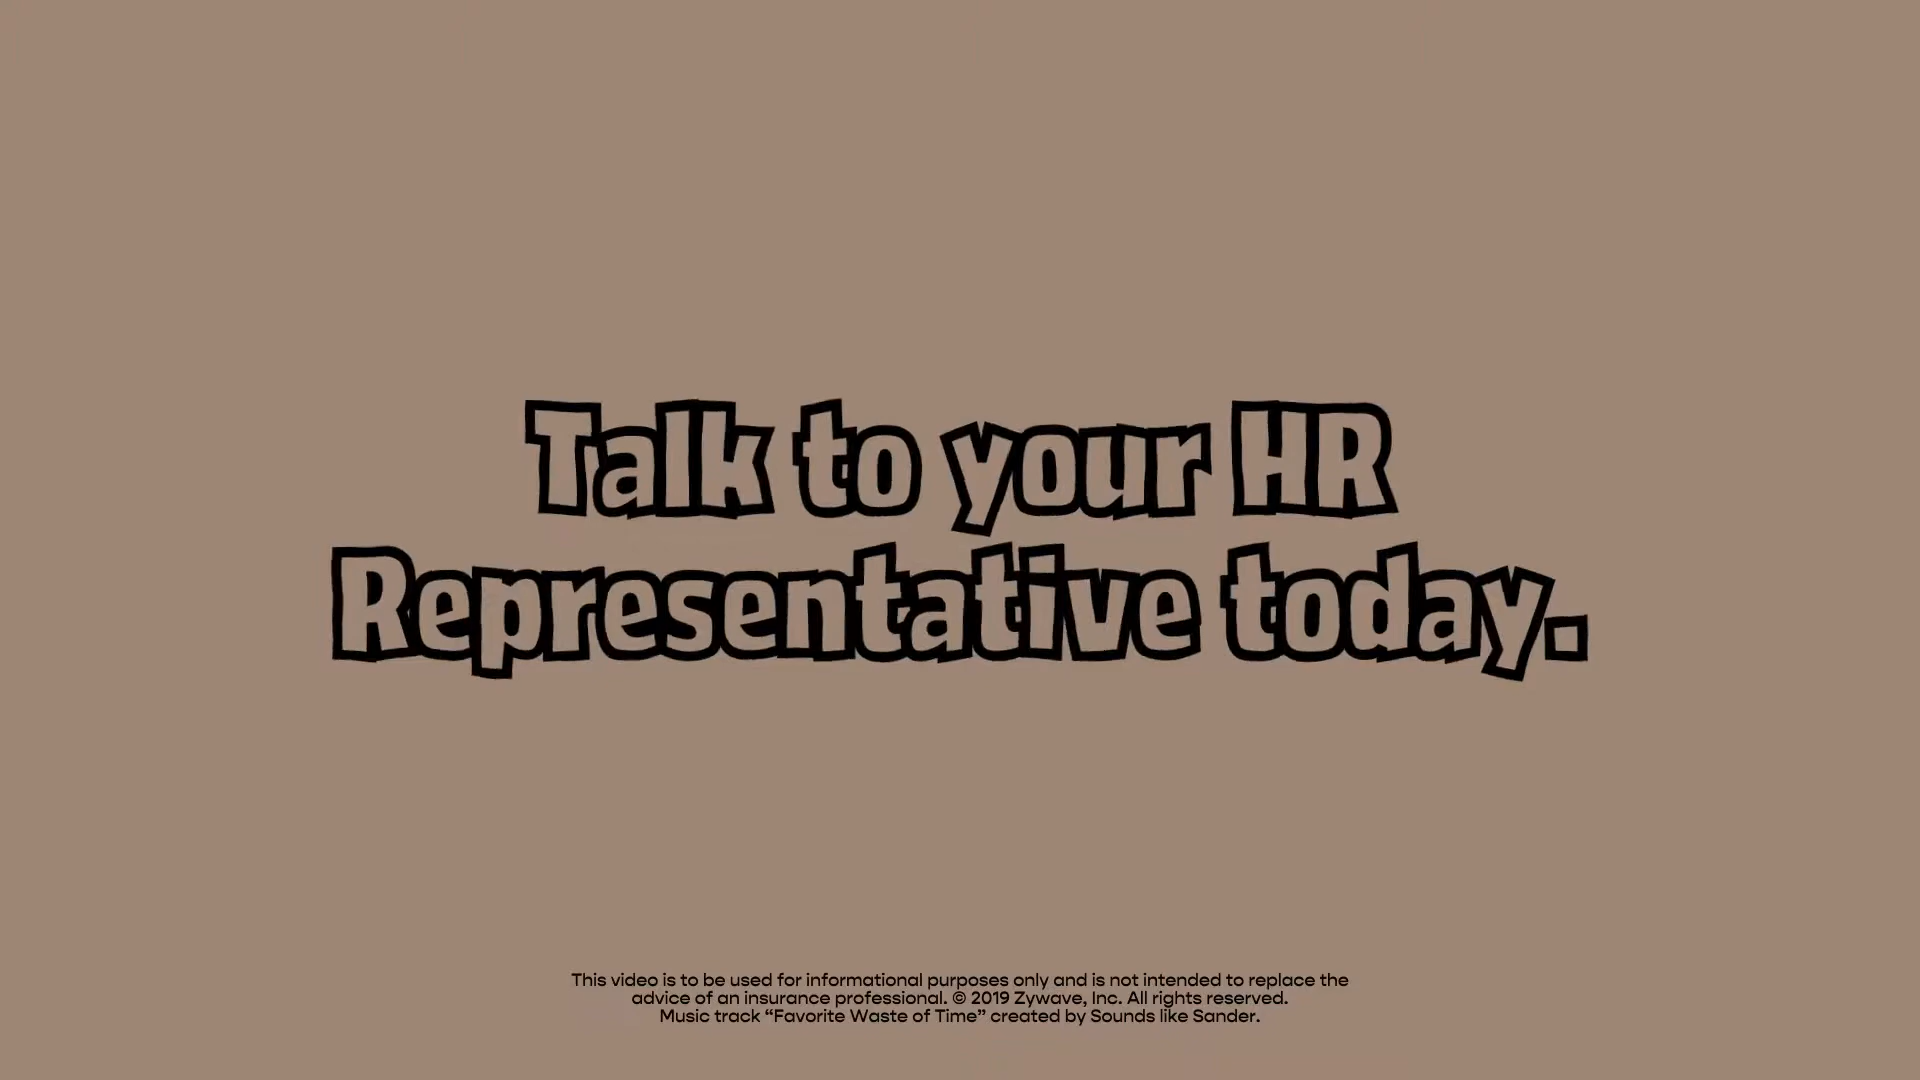 Talk to your HR
Representative today.
This video is to be used for informational purposes only and is not intended to replace the
advice of an insurance professional. © 2019 Zywave, Inc. All rights reserved.
Music track “Favorite Waste of Time” created by Sounds like Sander.